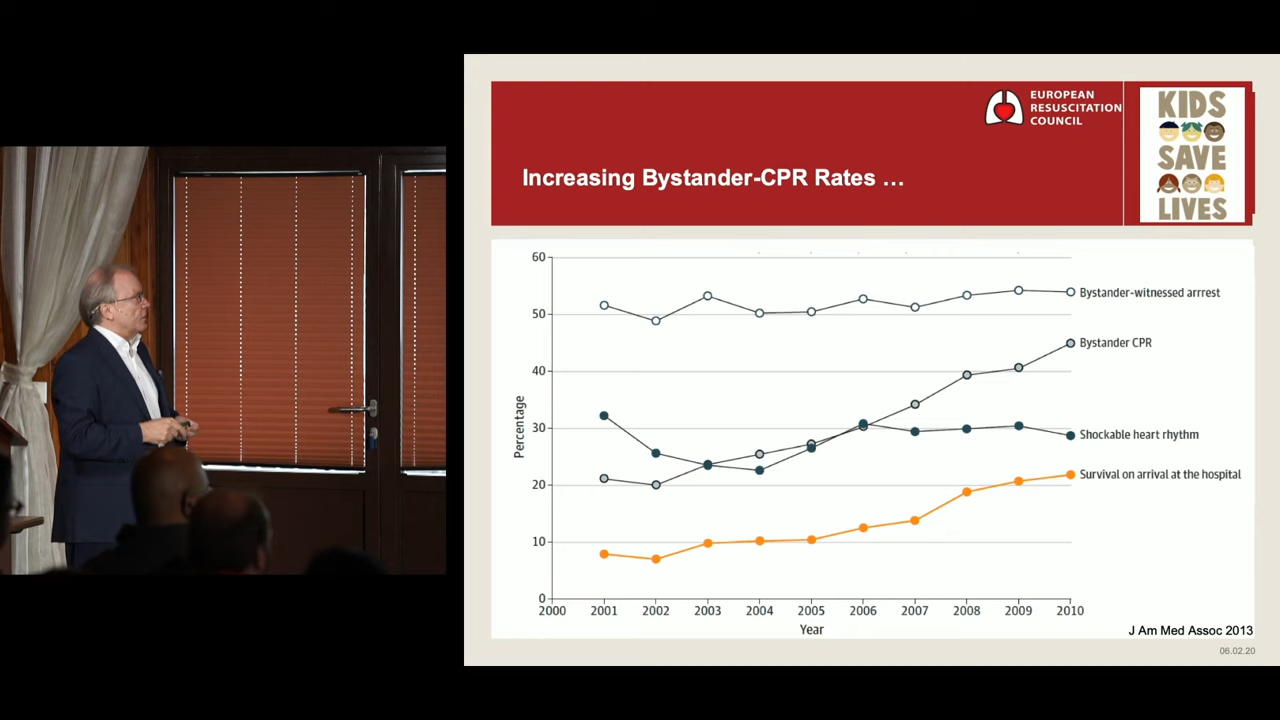 EUROPEAN
RESUSCITATION
COUNCIL
KIDS
SAVE
LIVES
Increasing Bystander-CPR Rates ...
60
50
40
30
20
10
0
Percentage
Bystander-witnessed arrrest
Bystander CPR
Shockable heart rhythm
Survival on arrival at the hospital
2000 2001 2002 2003 2004 2005 2006 2007 2008 2009 2010
Year
J Am Med Assoc 2013
06.02.20